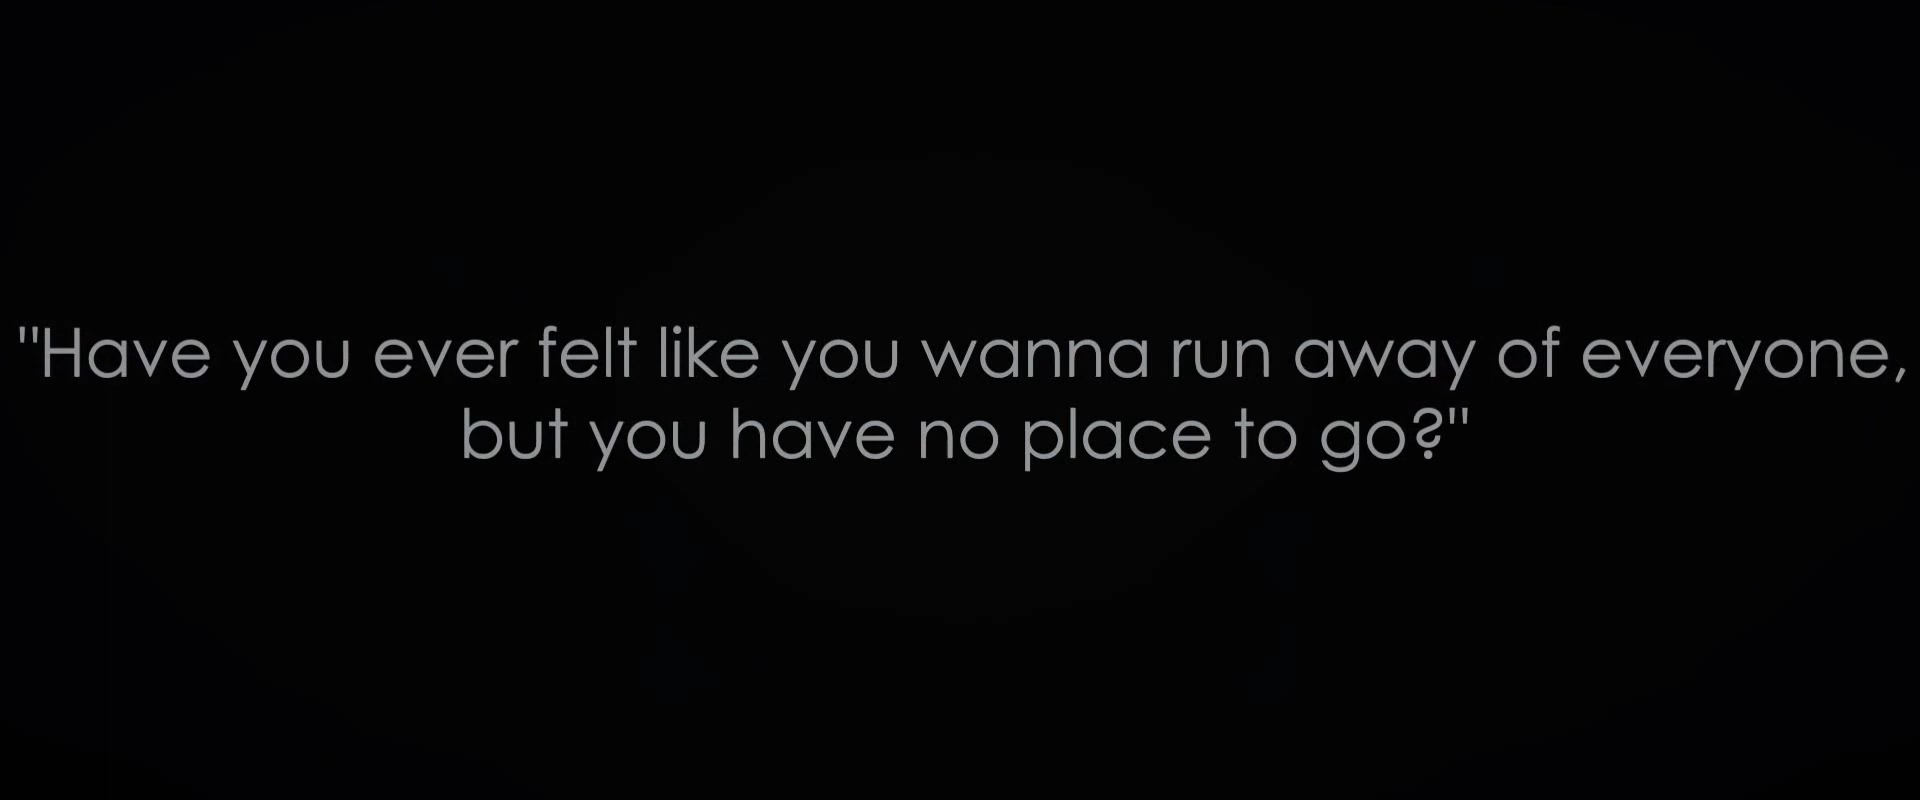 "Have you ever felt like you wanna run away of everyone,
but you have no place to go?"